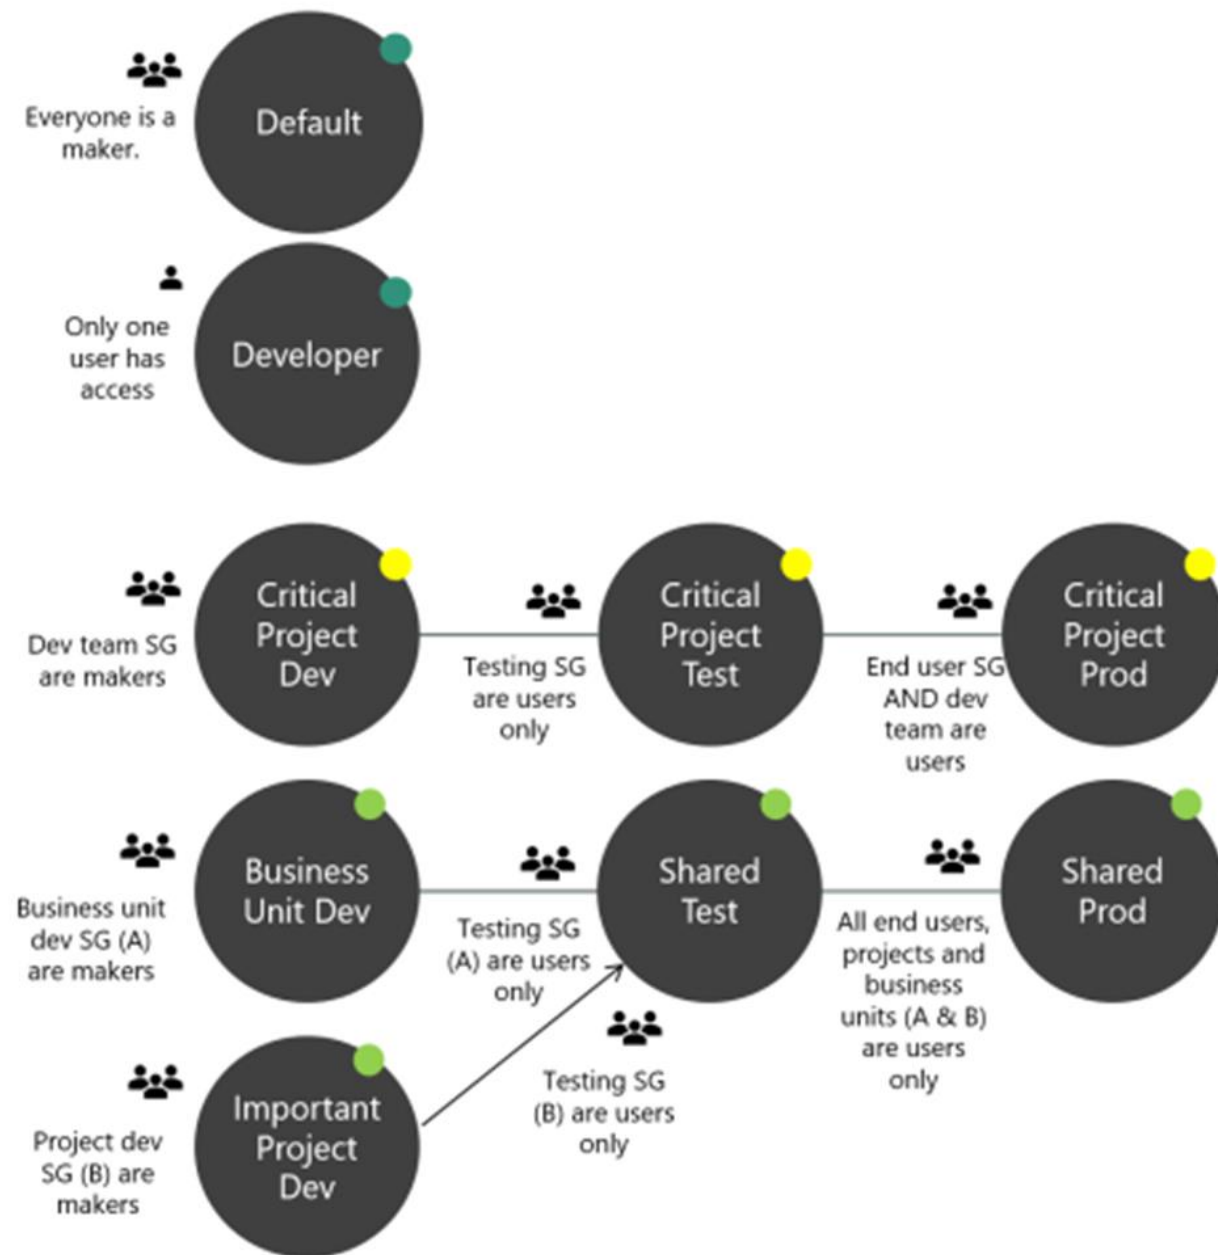 Everyone is a
maker.
Default
Only one
user has
access
Developer
Dev team SG
are makers
Critical
Project
Dev
Testing SG
are users
only
Critical
Project
Test
End user SG
AND dev
team are
users
Critical
Project
Prod
Business unit
dev SG (A)
are makers
Business
Unit Dev
Testing SG
(A) are users
only
Shared
Test
All end users,
projects and
business
units (A & B)
are users
only
Shared
Prod
Project dev
SG (B) are
makers
Important
Project
Dev
Testing SG
(B) are users
only